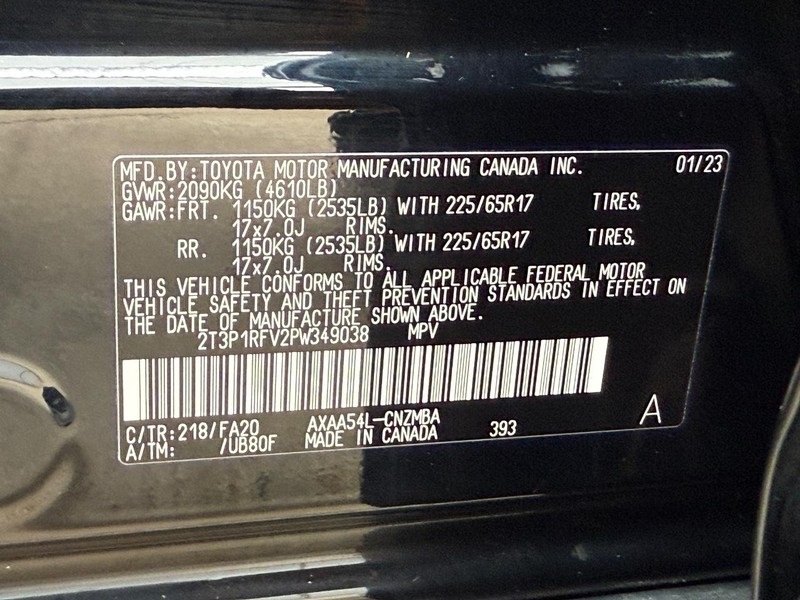 MFD.BY:TOYOTA MOTOR MANUFACTURING CANADA INC. 01/23
GVWR:2090KG (4610LB)
GAWR:FRT. 1150KG (2535LB) WITH 225/65R17 TIRES,
17x7.0J RIMS.
RR. 1150KG (2535LB) WITH 225/65R17 TIRES,
17x7.0J RIMS.
THIS VEHICLE CONFORMS TO ALL APPLICABLE FEDERAL MOTOR
VEHICLE SAFETY AND THEFT PREVENTION STANDARDS IN EFFECT ON
THE DATE OF MANUFACTURE SHOWN ABOVE.
2T3P1RFV2PW349038 MPV
C/TR:218/FA20 AXAA54L-CNZMBA
A/TM: /UB80F MADE IN CANADA 393 A